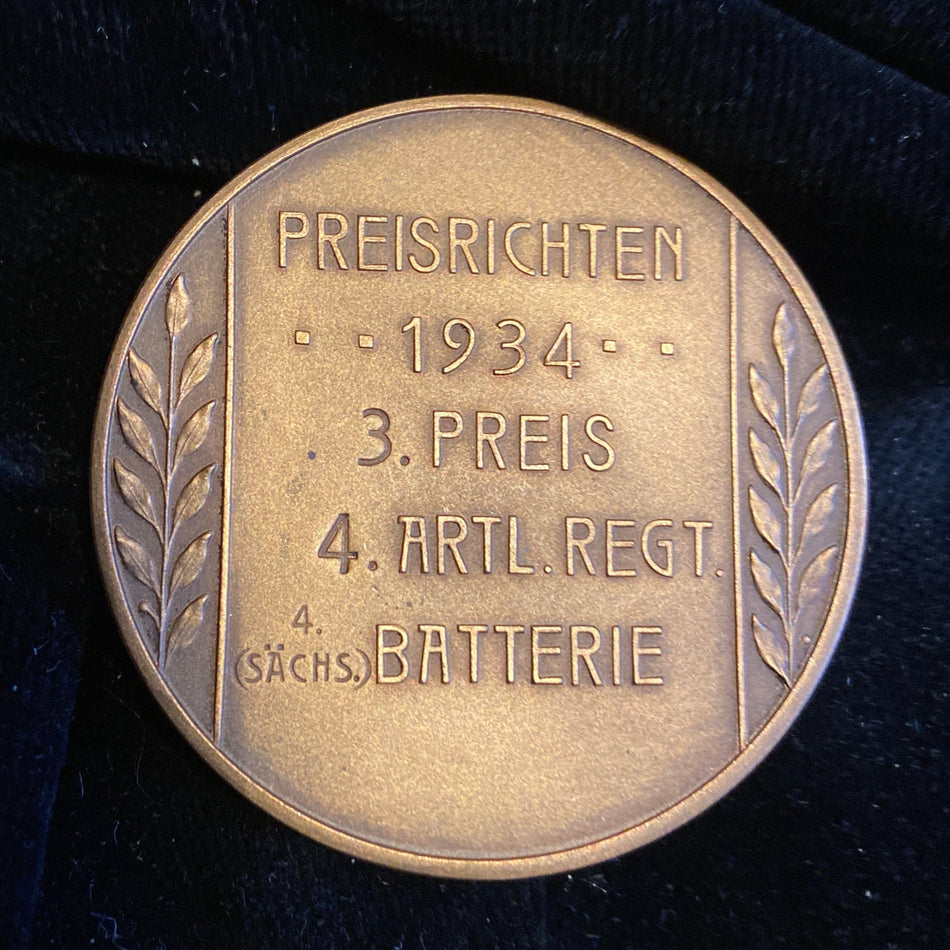 PREISRICHTEN
· · 1934 · ·
3. PREIS
4. ARTL. REGT.
4.
(SÄCHS.) BATTERIE